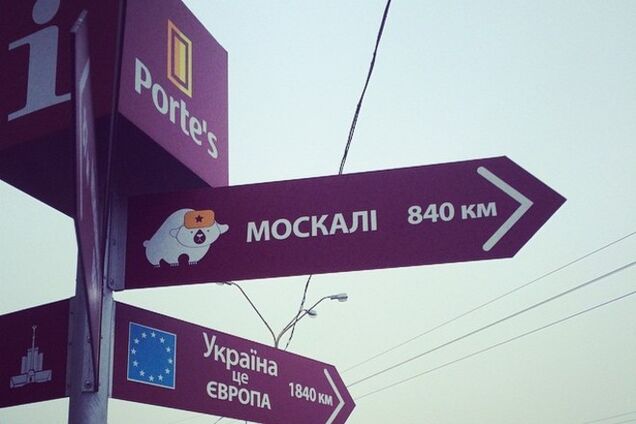 i
Porte's
МОСКАЛІ 840 км
Україна
це
ЄВРОПА
1840 км